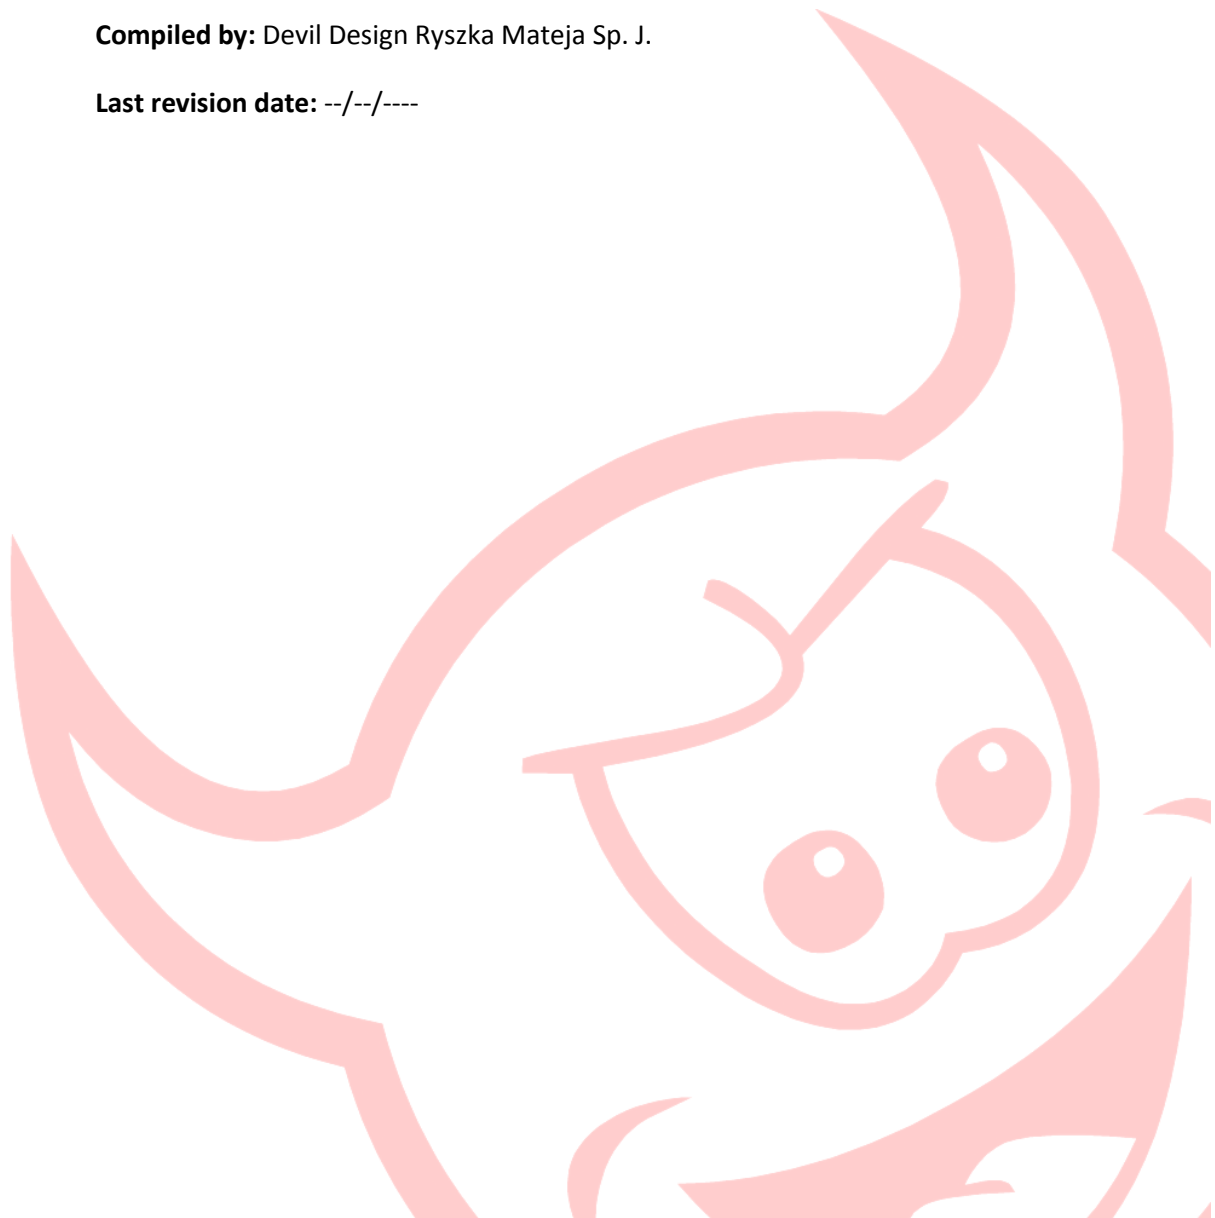 Compiled by: Devil Design Ryszka Mateja Sp. J.
Last revision date: --/--/----